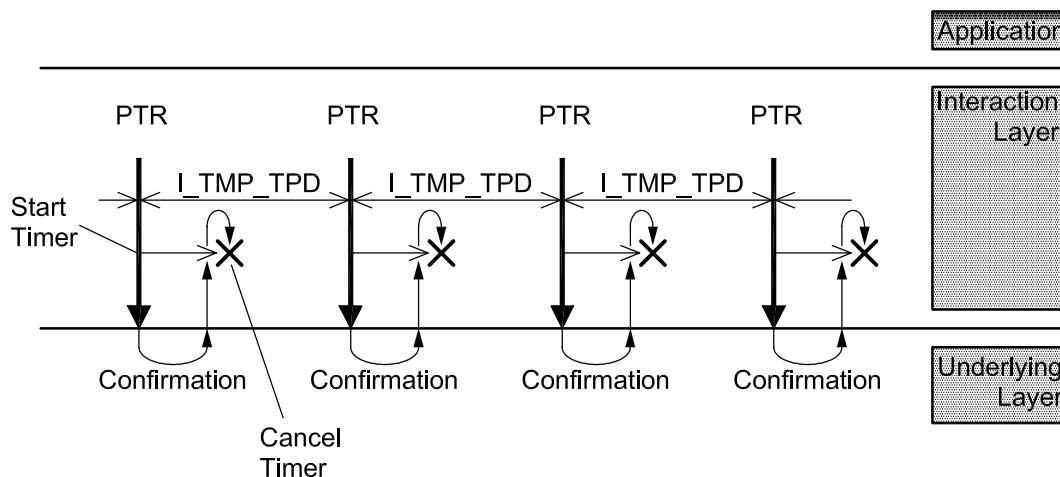 Application
Interaction
Layer
PTR PTR PTR PTR
I_TMP_TPD I_TMP_TPD I_TMP_TPD
Start
Timer
Confirmation Confirmation Confirmation Confirmation
Underlying
Layer
Cancel
Timer